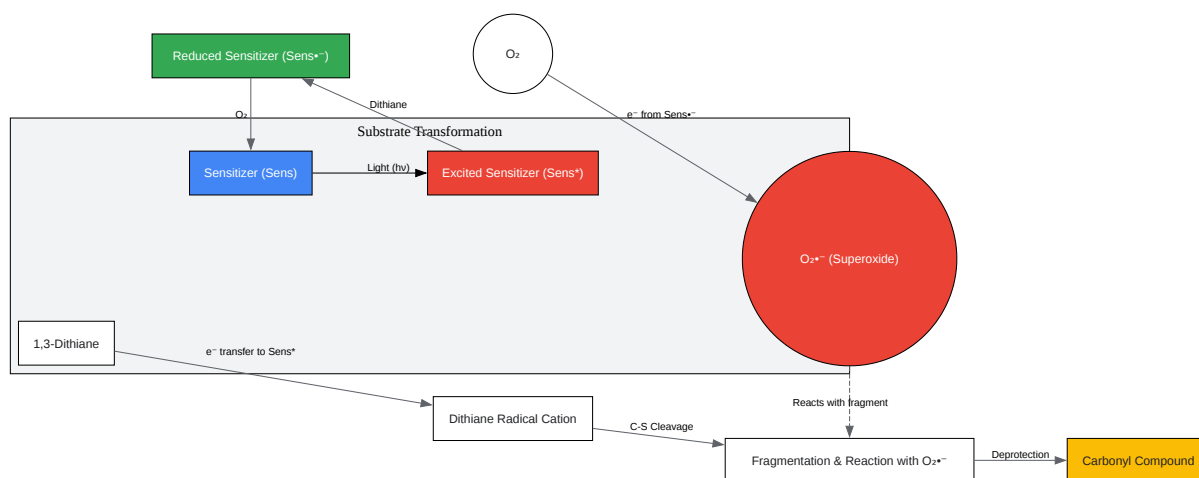 Reduced Sensitizer (Sens•⁻)
O₂
Dithiane
O₂
e⁻ from Sens•⁻
Substrate Transformation
Sensitizer (Sens)
Light (hν)
Excited Sensitizer (Sens*)
O₂•⁻ (Superoxide)
1,3-Dithiane
e⁻ transfer to Sens*
Dithiane Radical Cation
C-S Cleavage
Reacts with fragment
Fragmentation & Reaction with O₂•⁻
Deprotection
Carbonyl Compound